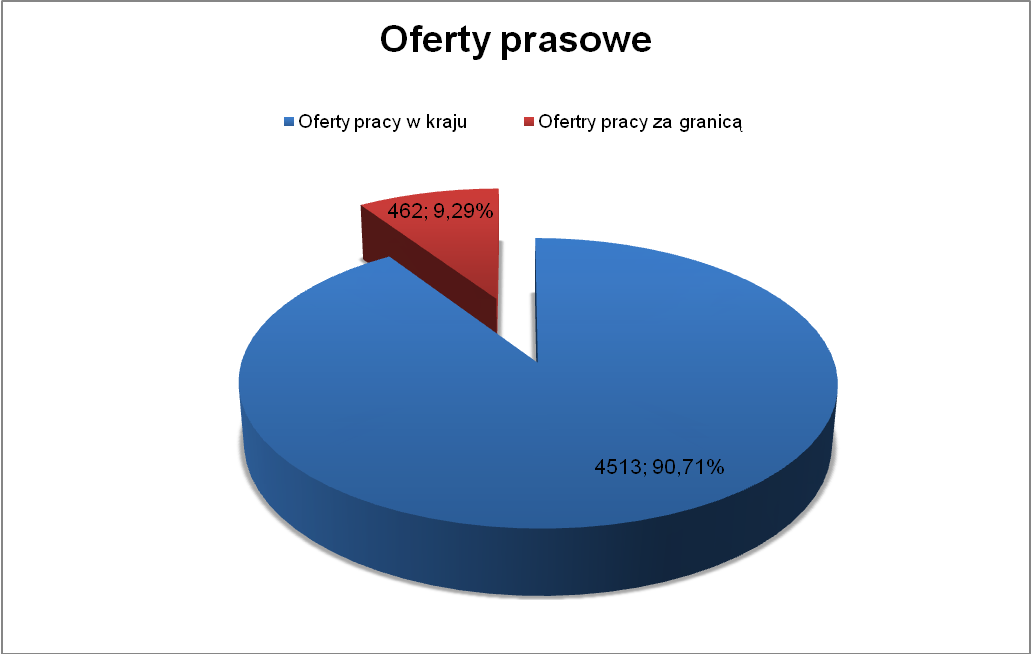 Oferty prasowe
Oferty pracy w kraju Ofertry pracy za granicą
462; 9,29%
4513; 90,71%